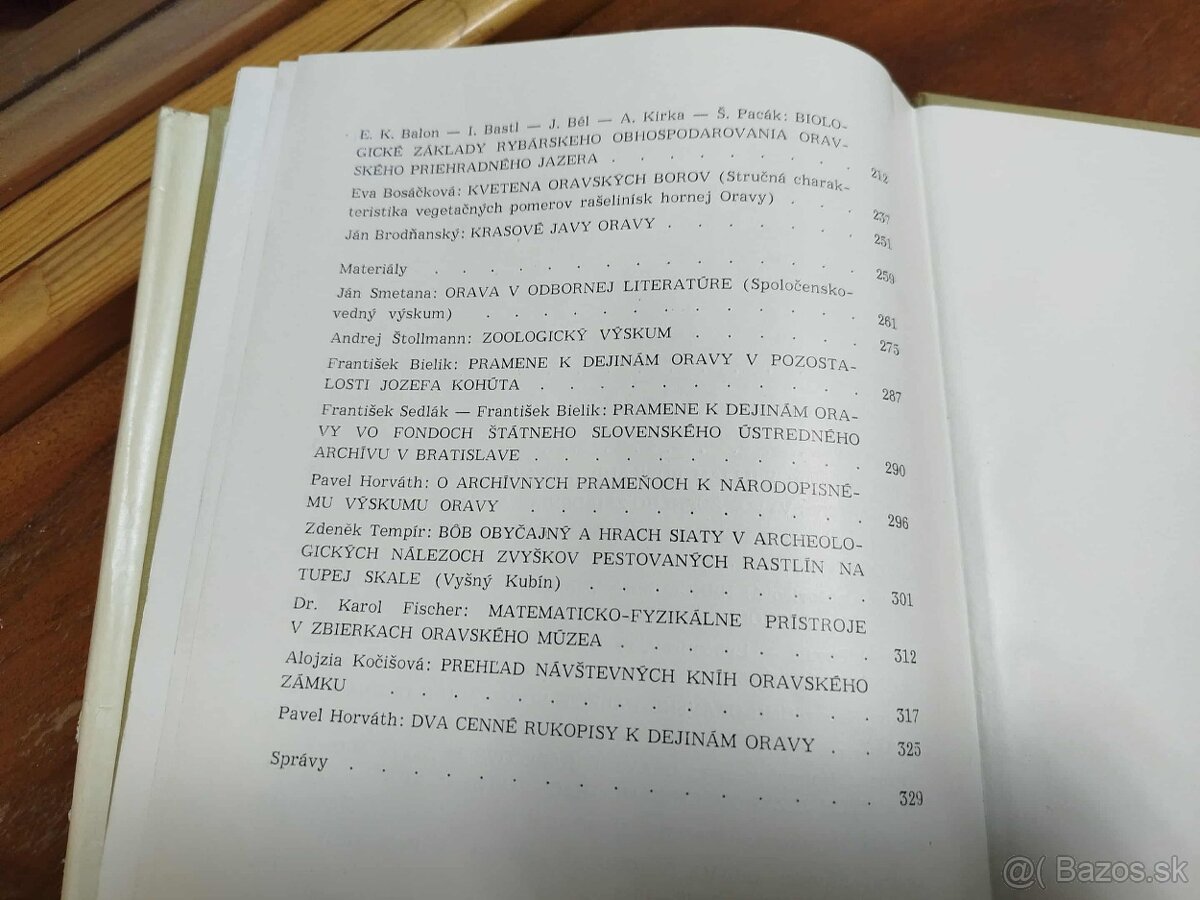 E. K. Balon — I. Bastl — J. Bél — A. Kirka — Š. Pacák: BIOLO-
GICKÉ ZÁKLADY RYBÁRSKEHO OBHOSPODAROVANIA ORAV-
SKÉHO PRIEHRADNÉHO JAZERA . . . . . . . 212
Eva Bosáčková: KVETENA ORAVSKÝCH BOROV (Stručná charak-
teristika vegetačných pomerov rašelinísk hornej Oravy) . . . 237
Ján Brodňanský: KRASOVÉ JAVY ORAVY . . . . . . 251
Materiály . . . . . . . . . . . . . . 259
Ján Smetana: ORAVA V ODBORNEJ LITERATÚRE (Spoločensko-
vedný výskum) . . . . . . . . . . . . 261
Andrej Štollmann: ZOOLOGICKÝ VÝSKUM . . . . . . 275
František Bielik: PRAMENE K DEJINÁM ORAVY V POZOSTA-
LOSTI JOZEFA KOHÚTA . . . . . . . . . . 287
František Sedlák — František Bielik: PRAMENE K DEJINÁM ORA-
VY VO FONDOCH ŠTÁTNEHO SLOVENSKÉHO ÚSTREDNÉHO
ARCHÍVU V BRATISLAVE . . . . . . . . . . 290
Pavel Horváth: O ARCHÍVNYCH PRAMEŇOCH K NÁRODOPISNÉ-
MU VÝSKUMU ORAVY . . . . . . . . . . . 296
Zdeněk Tempír: BÔB OBYČAJNÝ A HRACH SIATY V ARCHEOLO-
GICKÝCH NÁLEZOCH ZVYŠKOV PESTOVANÝCH RASTLÍN NA
TUPEJ SKALE (Vyšný Kubín) . . . . . . . . . 301
Dr. Karol Fischer: MATEMATICKO-FYZIKÁLNE PRÍSTROJE
V ZBIERKACH ORAVSKÉHO MÚZEA . . . . . . . . 312
Alojzia Kočišová: PREHĽAD NÁVŠTEVNÝCH KNÍH ORAVSKÉHO
ZÁMKU . . . . . . . . . . . . . . 317
Pavel Horváth: DVA CENNÉ RUKOPISY K DEJINÁM ORAVY . . 325
Správy . . . . . . . . . . . . . . 329
@( Bazos.sk